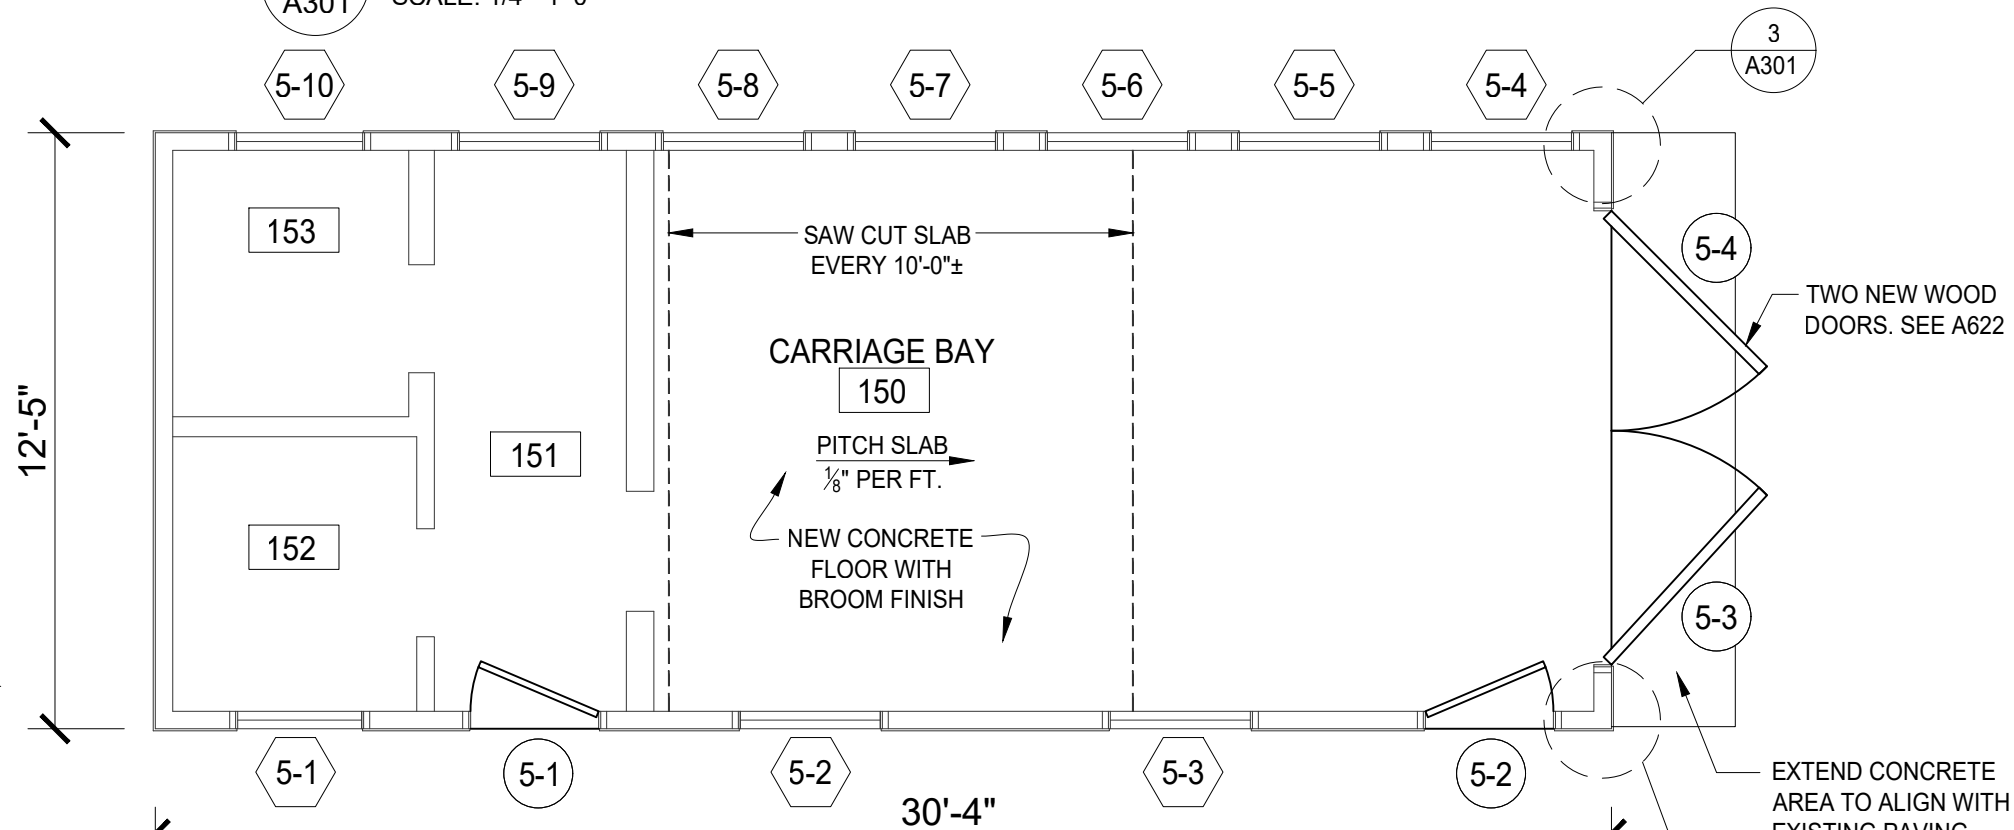 A301
3
A301
5-10
5-9
5-8
5-7
5-6
5-5
5-4
153
SAW CUT SLAB
EVERY 10'-0"±
5-4
TWO NEW WOOD
DOORS. SEE A622
CARRIAGE BAY
150
12'-5"
151
PITCH SLAB
⅛" PER FT.
152
NEW CONCRETE
FLOOR WITH
BROOM FINISH
5-3
5-1
5-1
5-2
5-3
5-2
30'-4"
EXTEND CONCRETE
AREA TO ALIGN WITH